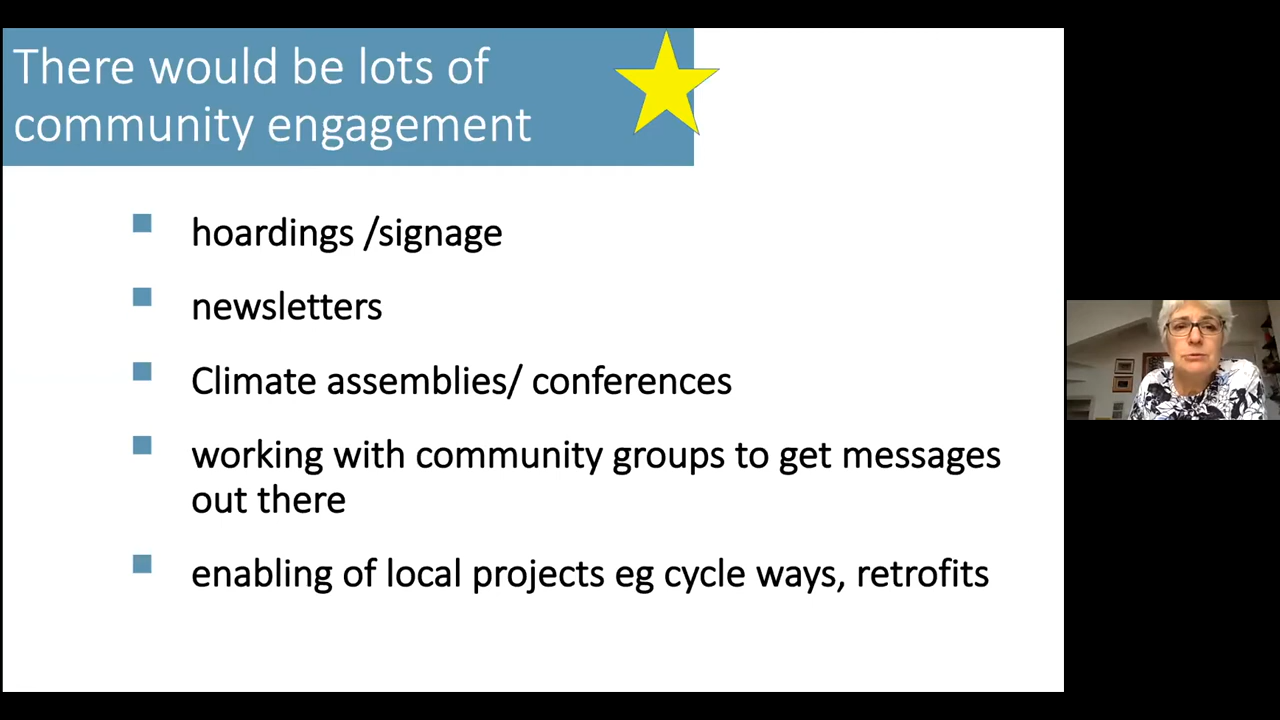 There would be lots of
community engagement
hoardings /signage
newsletters
Climate assemblies/ conferences
working with community groups to get messages
out there
enabling of local projects eg cycle ways, retrofits